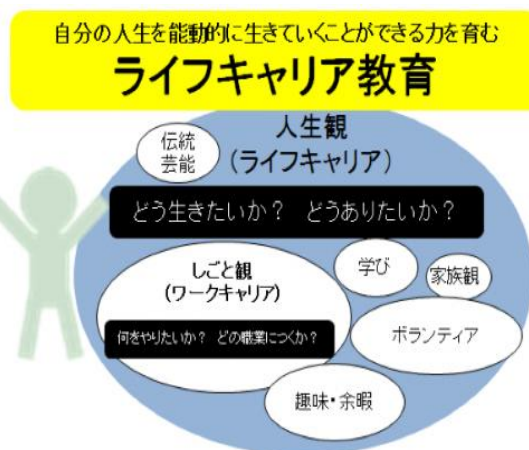 自分の人生を能動的に生きていくことができる力を育む
ライフキャリア教育
人生観
(ライフキャリア)
伝統
芸能
どう生きたいか？ どうありたいか？
しごと観
(ワークキャリア)
何をやりたいか？ どの職業につくか？
学び
家族観
ボランティア
趣味・余暇